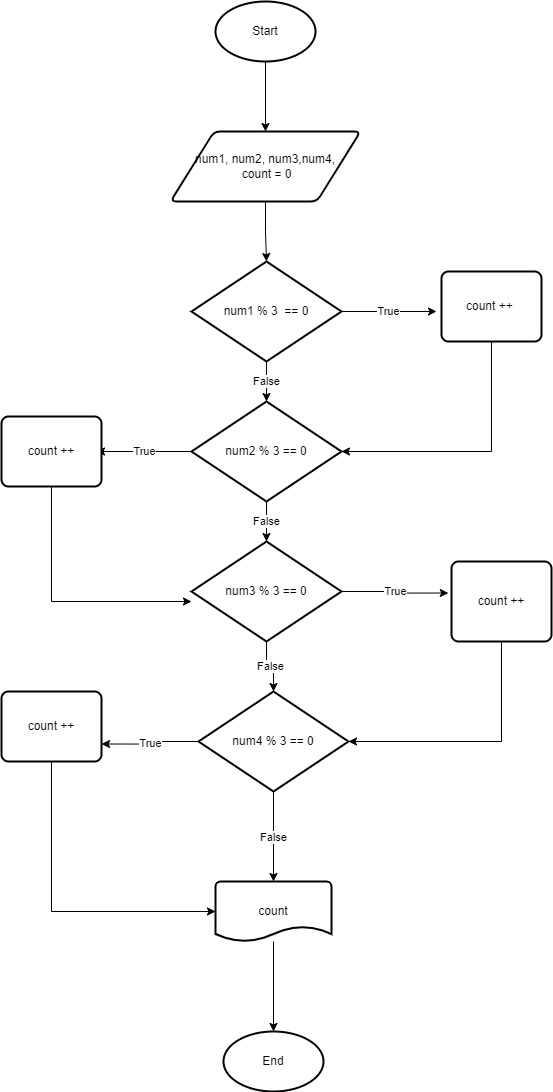 Start
num1, num2, num3,num4,
count = 0
num1 % 3 == 0
True
count ++
False
count ++
True
num2 % 3 == 0
False
num3 % 3 == 0
True
count ++
False
count ++
True
num4 % 3 == 0
False
count
End